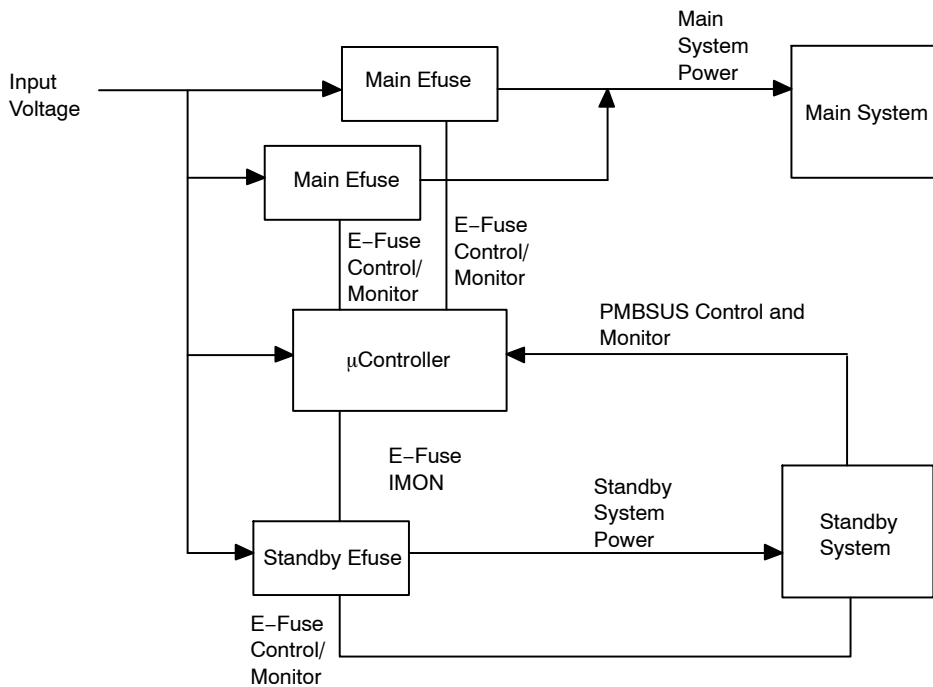 Main
System
Power
Input
Voltage
Main Efuse
Main System
Main Efuse
E−Fuse
Control/
Monitor
E−Fuse
Control/
Monitor
PMBSUS Control and
Monitor
μController
E−Fuse
IMON
Standby
System
Power
Standby
System
Standby Efuse
E−Fuse
Control/
Monitor